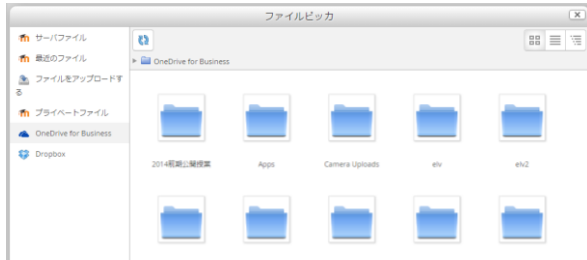 ファイルピッカ
サーバファイル
最近のファイル
ファイルをアップロードす
る
プライベートファイル
OneDrive for Business
Dropbox
OneDrive for Business
2014前期公開授業
Apps
Camera Uploads
elv
elv2